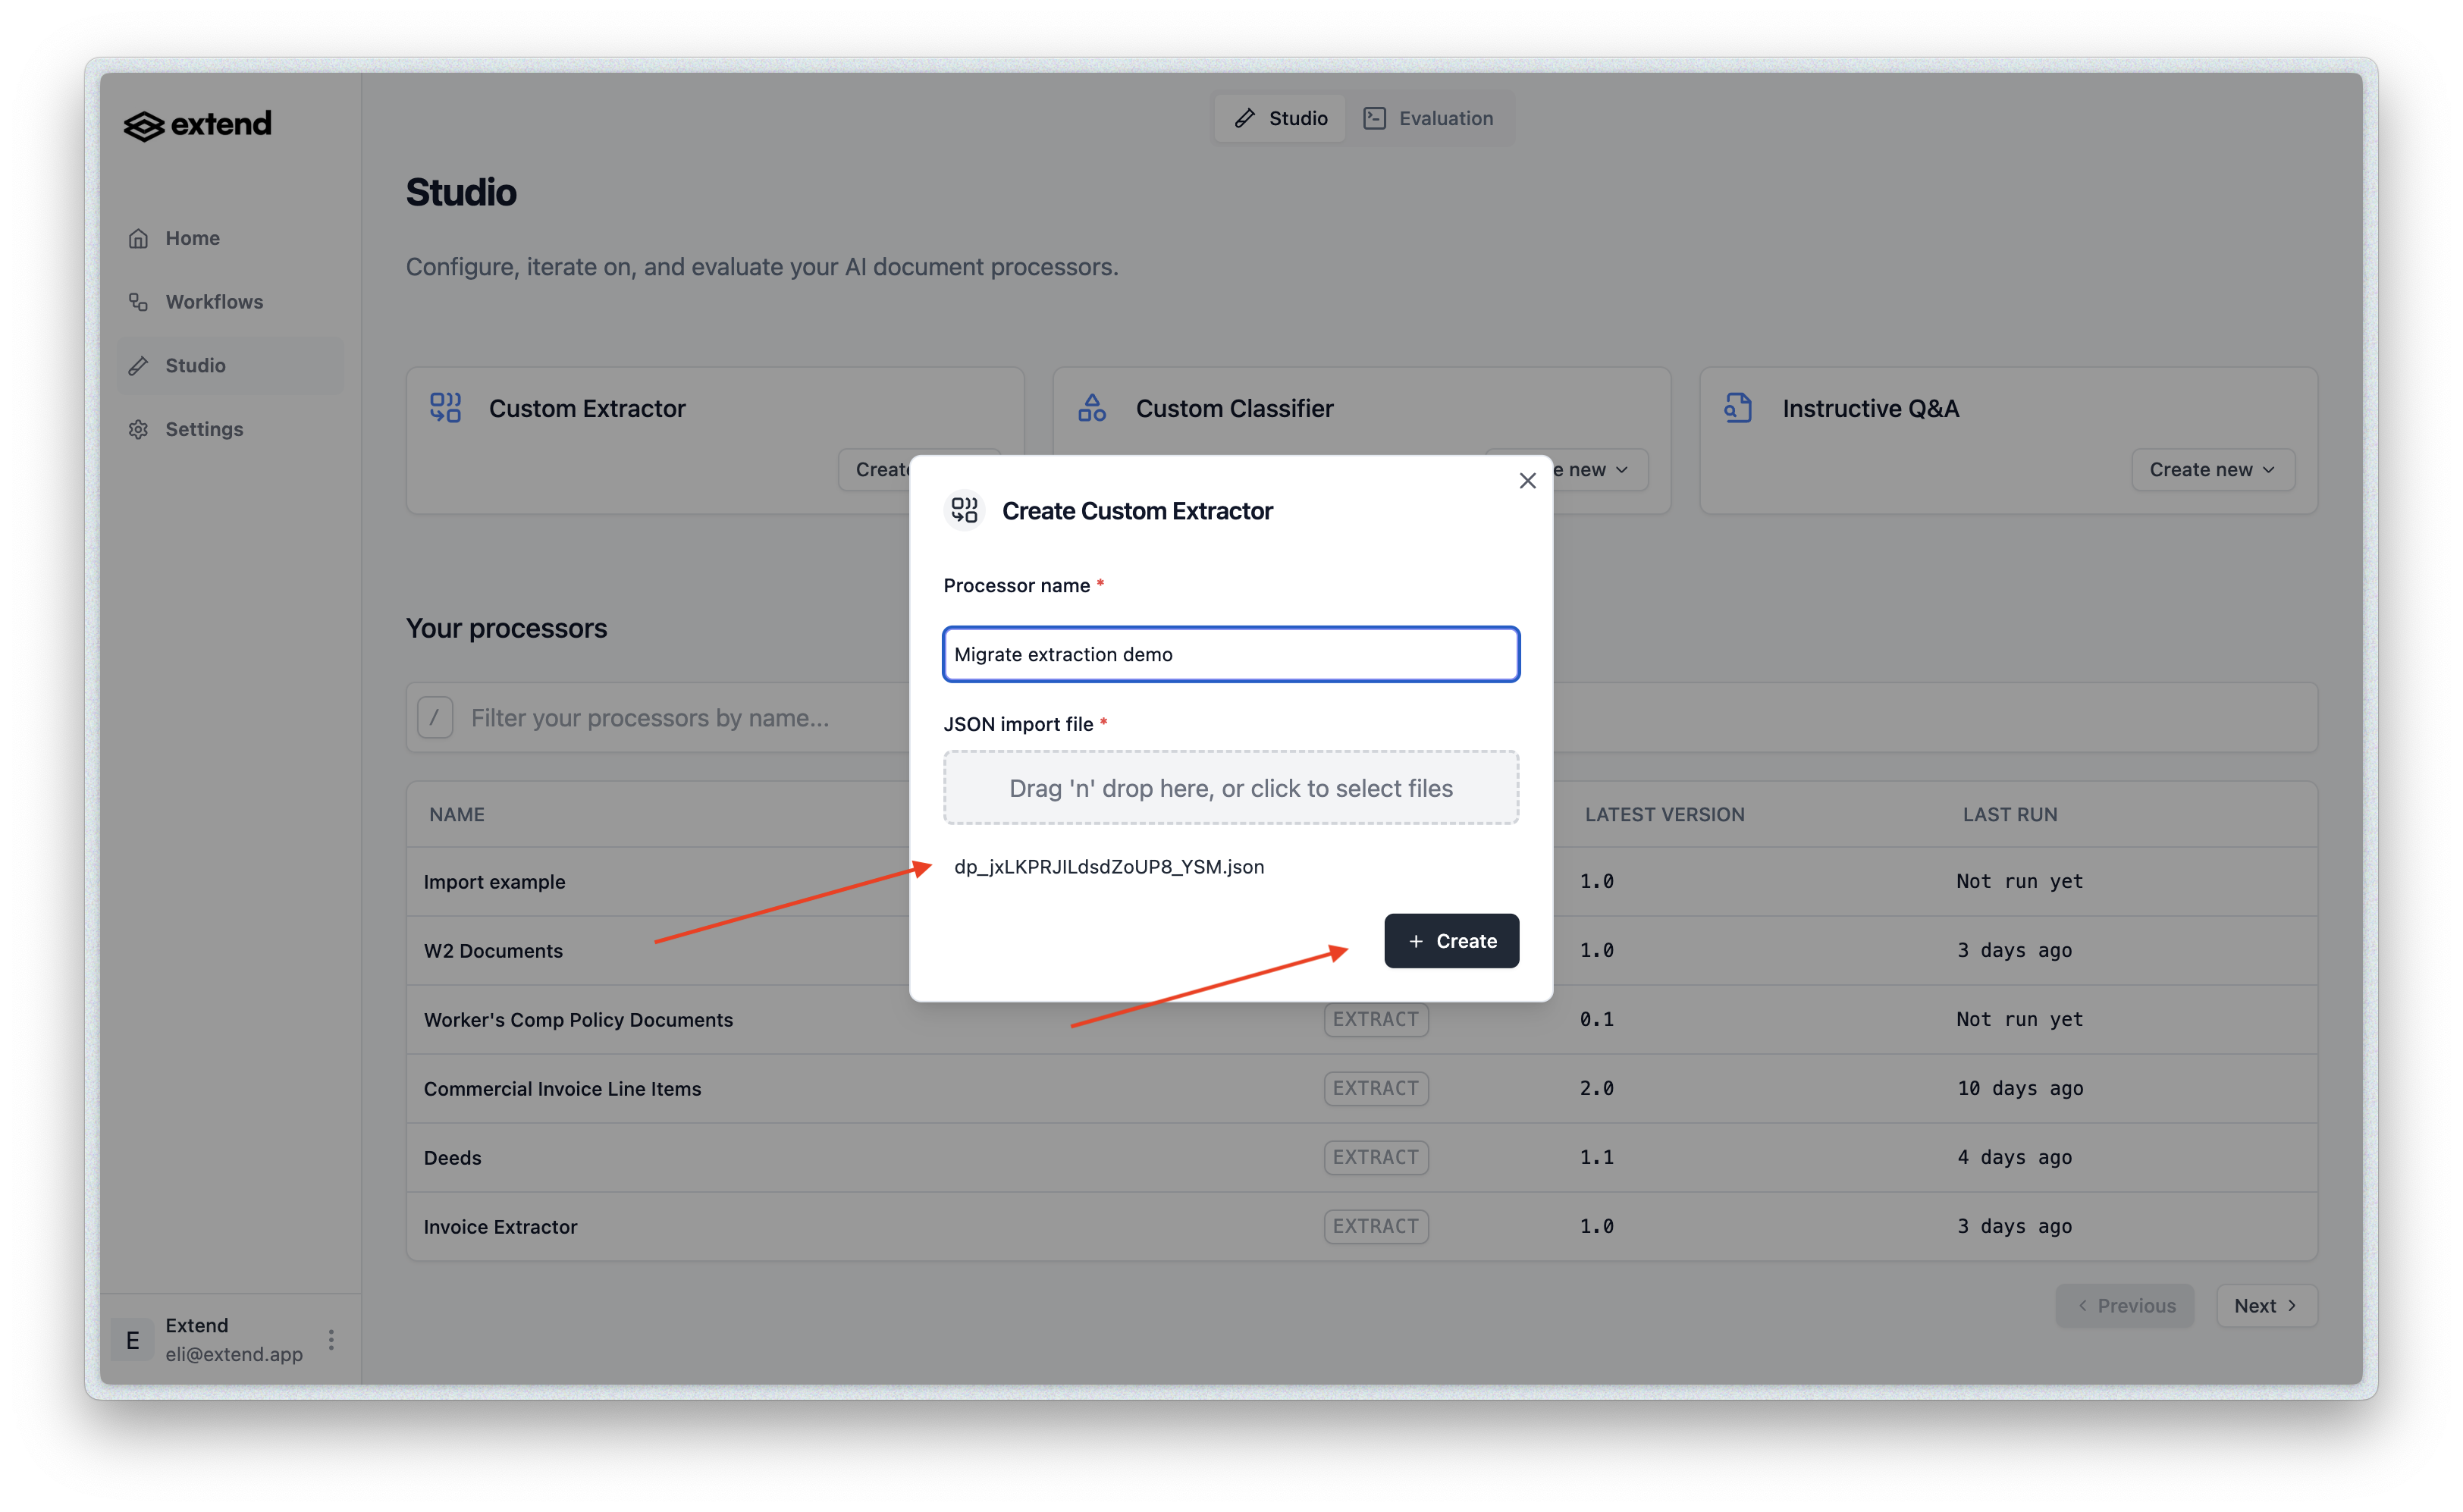 extend
Studio
Evaluation
Home
Workflows
Studio
Settings
Studio
Configure, iterate on, and evaluate your AI document processors.
Custom Extractor
Custom Classifier
Create new
Instructive Q&A
Create new
Create Custom Extractor
Processor name *
Migrate extraction demo
JSON import file *
Drag 'n' drop here, or click to select files
dp_jxLKPRJlLdsdZoUP8_YSM.json
+ Create
Your processors
/ Filter your processors by name...
NAME LATEST VERSION LAST RUN
Import example 1.0 Not run yet
W2 Documents 1.0 3 days ago
Worker's Comp Policy Documents EXTRACT 0.1 Not run yet
Commercial Invoice Line Items EXTRACT 2.0 10 days ago
Deeds EXTRACT 1.1 4 days ago
Invoice Extractor EXTRACT 1.0 3 days ago
Previous
Next
E
Extend
eli@extend.app